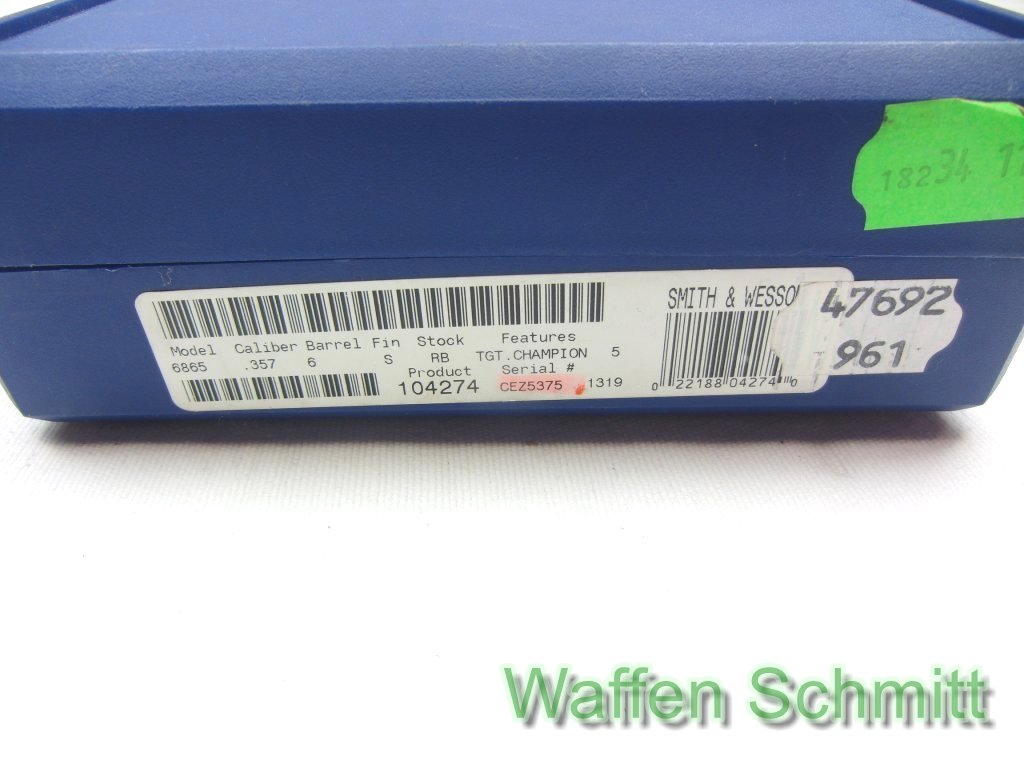 18234
SMITH & WESSO
47692
961
Model Caliber Barrel Fin Stock Features
6865 .357 6 S RB TGT.CHAMPION 5
Product Serial #
104274 CEZ5375 1319
0 22188 04274 0
Waffen Schmitt